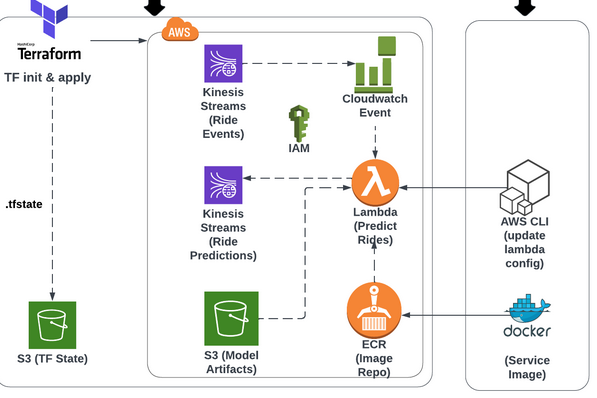 HashiCorp
Terraform
TF init & apply
.tfstate
S3 (TF State)
AWS
Kinesis
Streams
(Ride
Events)
Cloudwatch
Event
IAM
Kinesis
Streams
(Ride
Predictions)
Lambda
(Predict
Rides)
S3 (Model
Artifacts)
ECR
(Image
Repo)
AWS CLI
(update
lambda
config)
docker
(Service
Image)